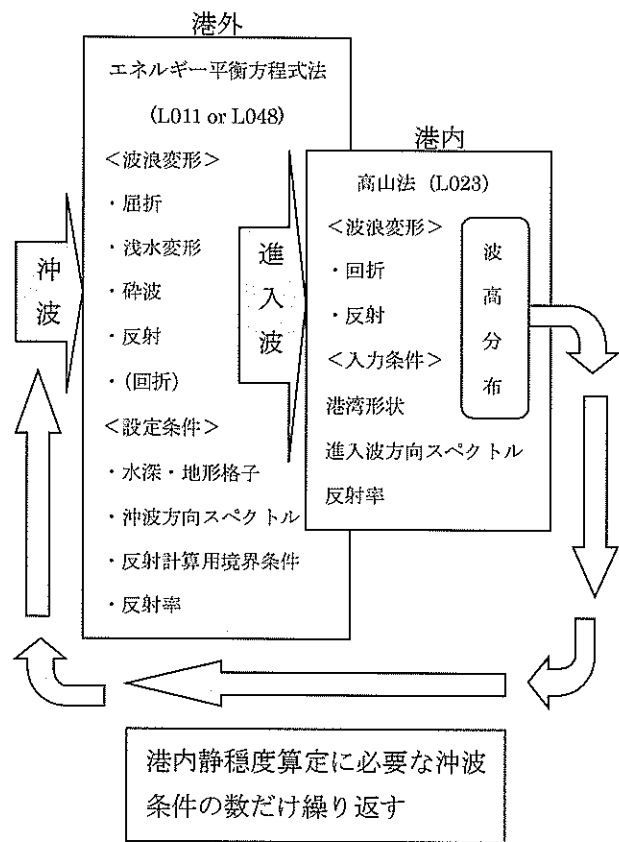 港外
エネルギー平衡方程式法
(L011 or L048)
<波浪変形>
・屈折
・浅水変形
・砕波
・反射
・(回折)
<設定条件>
・水深・地形格子
・沖波方向スペクトル
・反射計算用境界条件
・反射率
沖波
進入波
港内
高山法 (L023)
<波浪変形>
・回折
・反射
<入力条件>
港湾形状
進入波方向スペクトル
反射率
波高分布
港内静穏度算定に必要な沖波
条件の数だけ繰り返す